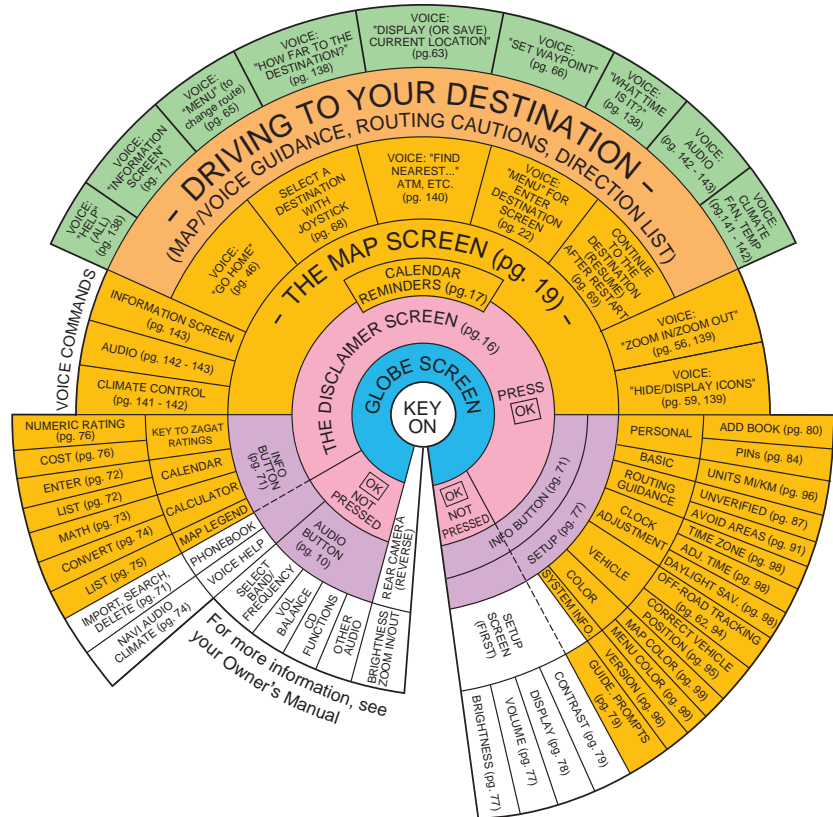 VOICE:
"HELP"
(ALL)
(pg. 138)
VOICE:
"INFORMATION
SCREEN"
(pg. 71)
VOICE:
"MENU" (to
change route)
(pg. 65)
VOICE:
"HOW FAR TO THE
DESTINATION?"
(pg. 138)
VOICE:
"DISPLAY (OR SAVE)
CURRENT LOCATION"
(pg.63)
VOICE:
"SET WAYPOINT"
(pg. 66)
VOICE:
"WHAT TIME
IS IT?"
(pg. 138)
VOICE:
AUDIO
(pg. 142 - 143)
VOICE:
CLIMATE
FAN, TEMP
(pg.141 - 142)
- DRIVING TO YOUR DESTINATION -
(MAP/VOICE GUIDANCE, ROUTING CAUTIONS, DIRECTION LIST)
VOICE:
"GO HOME"
(pg. 46)
SELECT A
DESTINATION
WITH
JOYSTICK
(pg. 68)
VOICE: "FIND
NEAREST..."
ATM, ETC.
(pg. 140)
VOICE:
"MENU" FOR
ENTER
DESTINATION
SCREEN
(pg. 22)
CONTINUE
TO THE
DESTINATION
(RESUME)
AFTER RESTART
(pg. 69)
VOICE COMMANDS
INFORMATION SCREEN
(pg. 143)
AUDIO (pg. 142 - 143)
CLIMATE CONTROL
(pg. 141 - 142)
- THE MAP SCREEN (pg. 19) -
CALENDAR
REMINDERS (pg.17)
VOICE:
"ZOOM IN/ZOOM OUT"
(pg. 56, 139)
VOICE:
"HIDE/DISPLAY ICONS"
(pg. 59, 139)
THE DISCLAIMER SCREEN (pg.16)
PRESS
OK
GLOBE SCREEN
KEY
ON
OK
NOT
PRESSED
OK
NOT
PRESSED
NUMERIC RATING
(pg. 76)
COST (pg. 76)
ENTER (pg. 72)
LIST (pg. 72)
MATH (pg. 73)
CONVERT (pg. 74)
LIST (pg. 75)
IMPORT, SEARCH,
DELETE (pg. 71)
NAVI, AUDIO,
CLIMATE (pg. 74)
KEY TO ZAGAT
RATINGS
CALENDAR
CALCULATOR
MAP LEGEND
PHONEBOOK
VOICE HELP
INFO
BUTTON
(pg. 71)
AUDIO
BUTTON
(pg. 10)
SELECT
BAND/
FREQUENCY
VOL
BALANCE
CD
FUNCTIONS
OTHER
AUDIO
REAR CAMERA
(REVERSE)
BRIGHTNESS
ZOOM IN/OUT
For more information, see
your Owner's Manual
INFO BUTTON (pg. 71)
SETUP (pg. 77)
SETUP
SCREEN
(FIRST)
BRIGHTNESS (pg. 77)
VOLUME (pg. 77)
DISPLAY (pg. 78)
CONTRAST (pg. 79)
PERSONAL
BASIC
ROUTING
GUIDANCE
CLOCK
ADJUSTMENT
VEHICLE
COLOR
SYSTEM INFO.
ADD BOOK (pg. 80)
PINs (pg. 84)
UNITS MI/KM (pg. 96)
UNVERIFIED (pg. 87)
AVOID AREAS (pg. 91)
TIME ZONE (pg. 98)
ADJ. TIME (pg. 98)
DAYLIGHT SAV. (pg. 98)
OFF-ROAD TRACKING
(pg. 62, 94)
CORRECT VEHICLE
POSITION (pg. 95)
MAP COLOR (pg. 99)
MENU COLOR (pg. 99)
VERSION (pg. 96)
GUIDE. PROMPTS
(pg. 79)